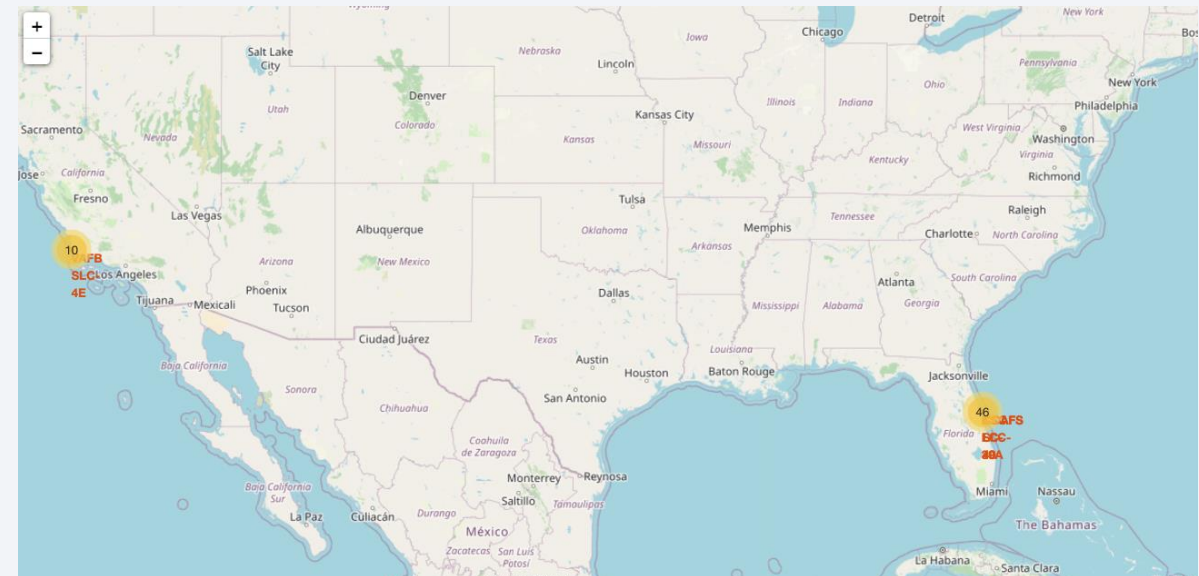 +
−
Wyoming
Salt Lake
City
Nebraska
Iowa
Chicago
Detroit
New York
Lincoln
Denver
Utah
Colorado
Illinois
Indiana
Ohio
Pennsylvania
New York
Philadelphia
Sacramento
Nevada
Kansas City
Kansas
Missouri
West Virginia
Washington
Virginia
Jose
California
Kentucky
Richmond
Fresno
Las Vegas
Tulsa
Raleigh
Albuquerque
Oklahoma
Memphis
Tennessee
Charlotte
North Carolina
10
Arizona
New Mexico
Arkansas
SLC-
Los Angeles
4E
Phoenix
Tucson
Tijuana
Mexicali
Dallas
Mississippi
Alabama
Atlanta
Georgia
South Carolina
Ciudad Juárez
Texas
Austin
Houston
Louisiana
Baton Rouge
Baja California
Sonora
Chihuahua
San Antonio
Jacksonville
46
Florida
Coahuila
de Zaragoza
Monterrey
Reynosa
Saltillo
Tamaulipas
Baja California
Sur
La Paz
Culiacán
Durango
México
Zacatecas
San Luis
Potosí
Miami
Nassau
The Bahamas
La Habana
Santa Clara